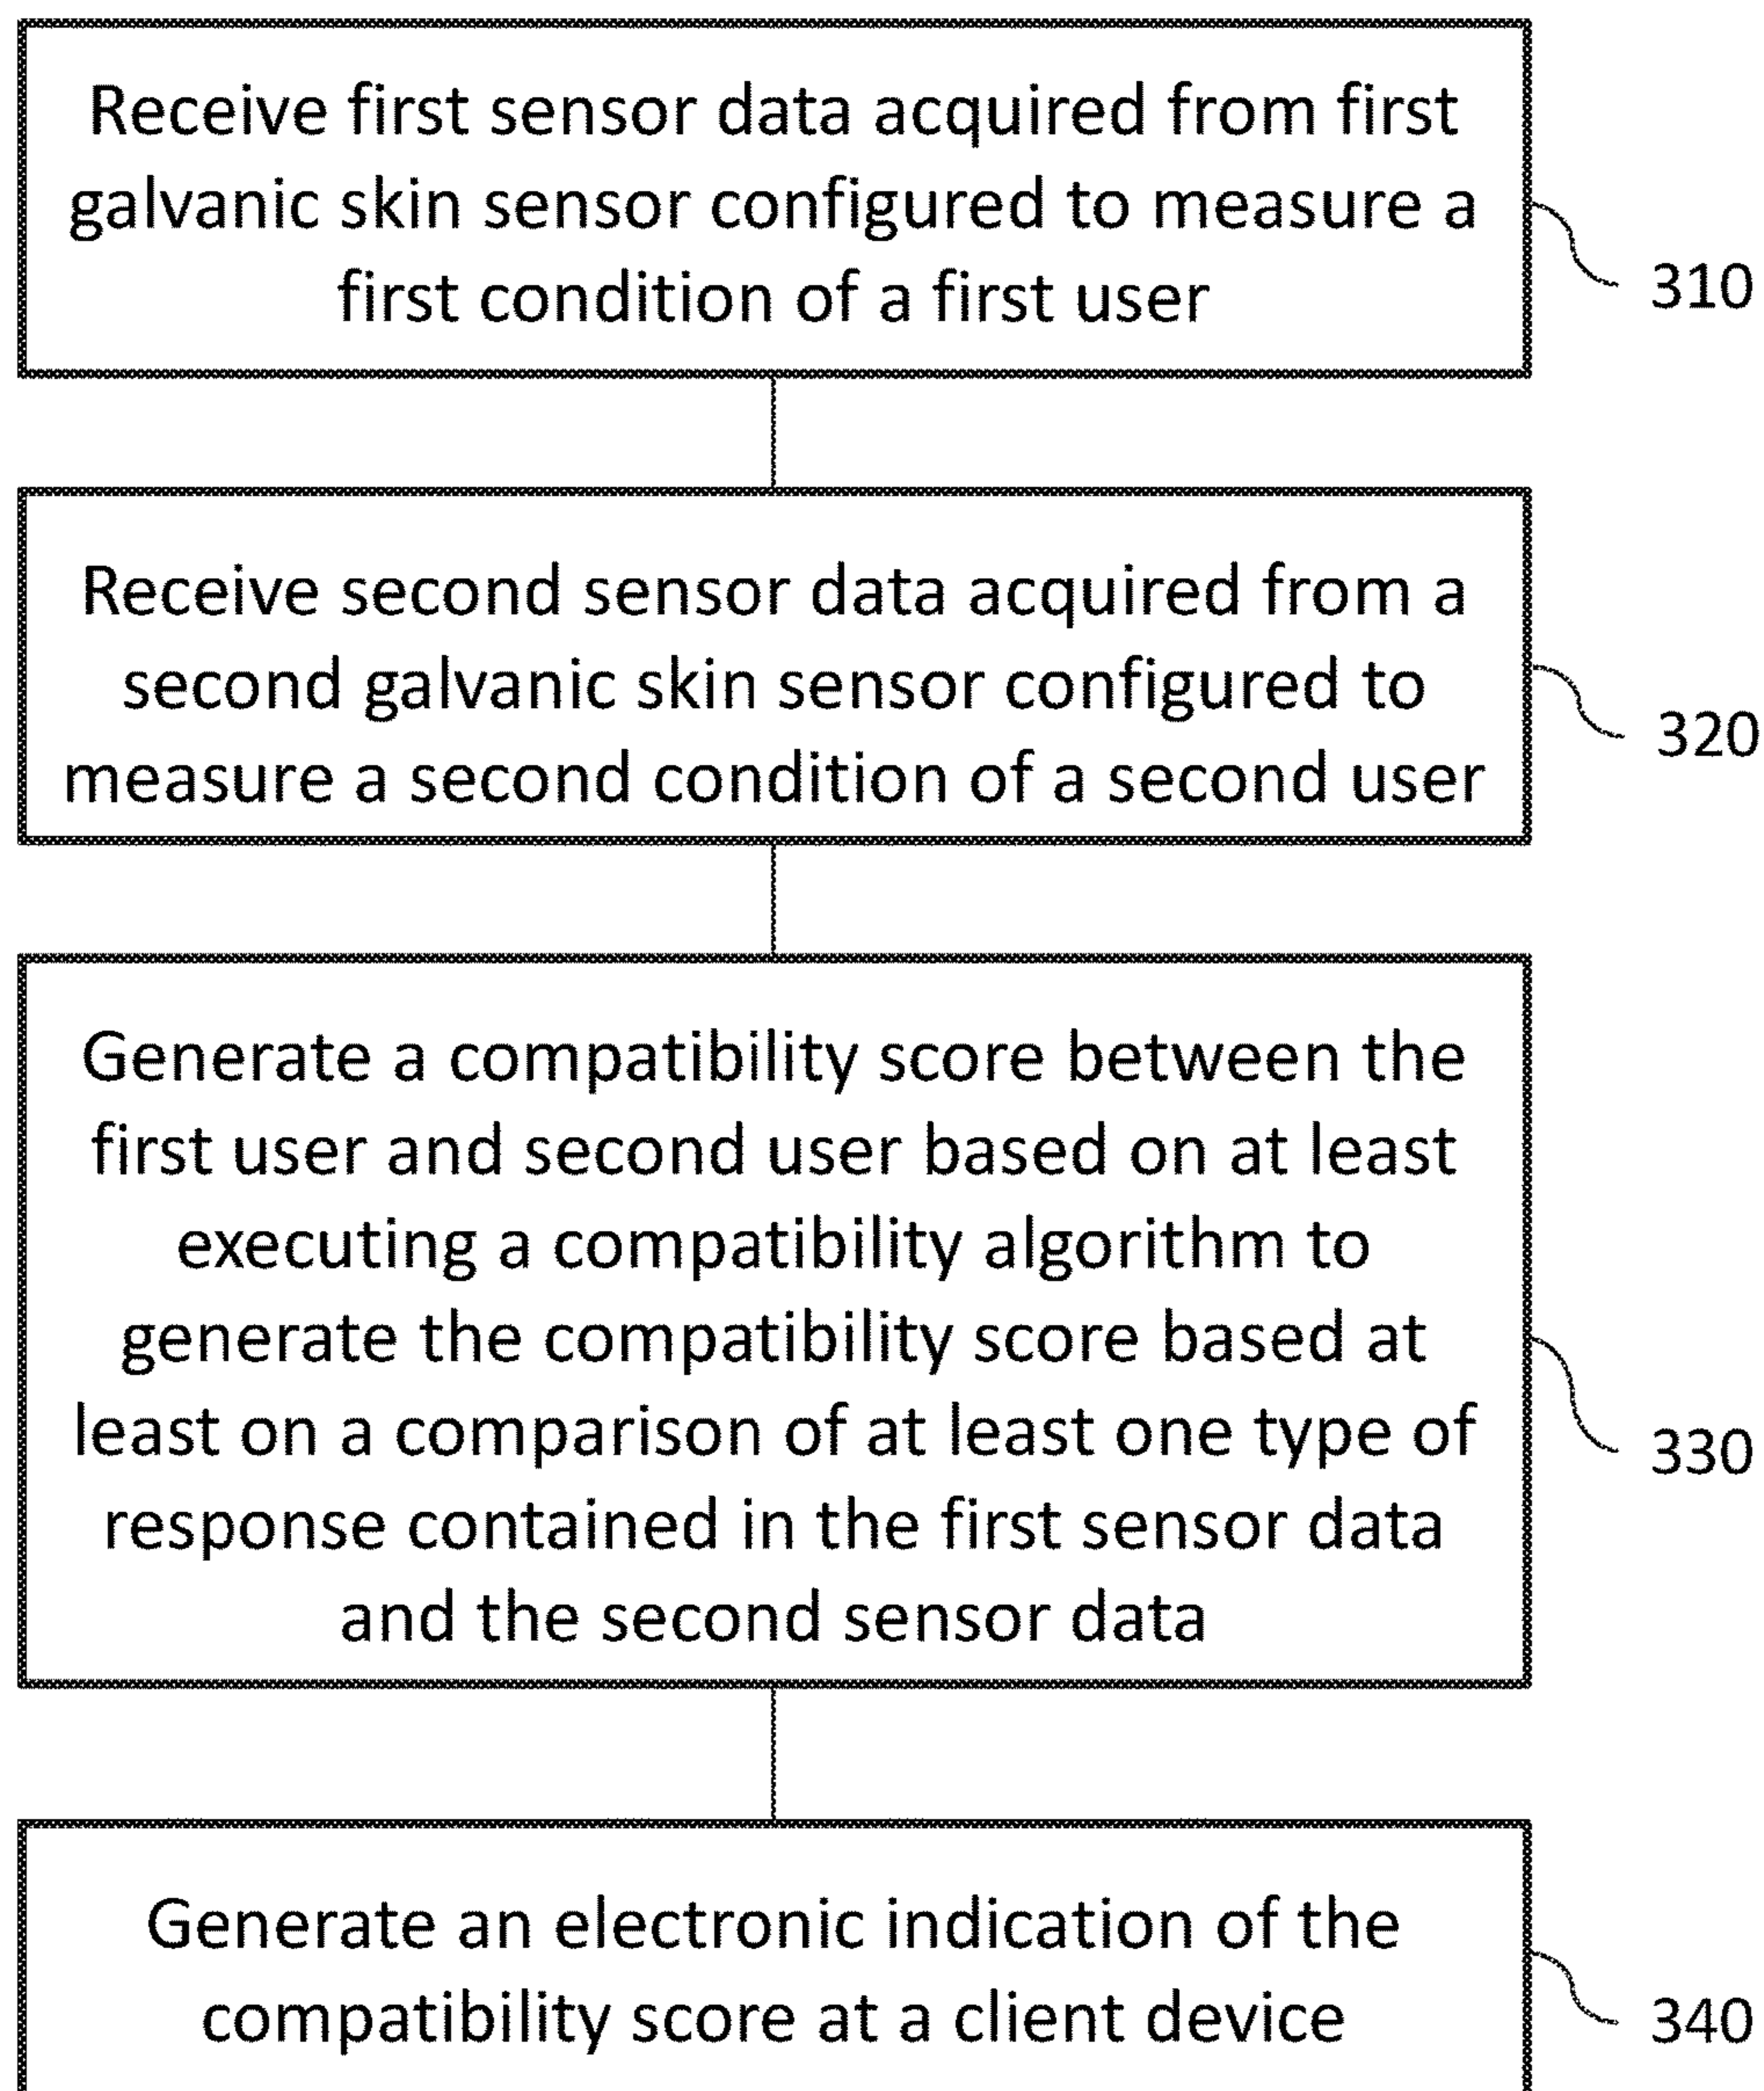 Receive first sensor data acquired from first
galvanic skin sensor configured to measure a
first condition of a first user
310
Receive second sensor data acquired from a
second galvanic skin sensor configured to
measure a second condition of a second user
320
Generate a compatibility score between the
first user and second user based on at least
executing a compatibility algorithm to
generate the compatibility score based at
least on a comparison of at least one type of
response contained in the first sensor data
and the second sensor data
330
Generate an electronic indication of the
compatibility score at a client device
340